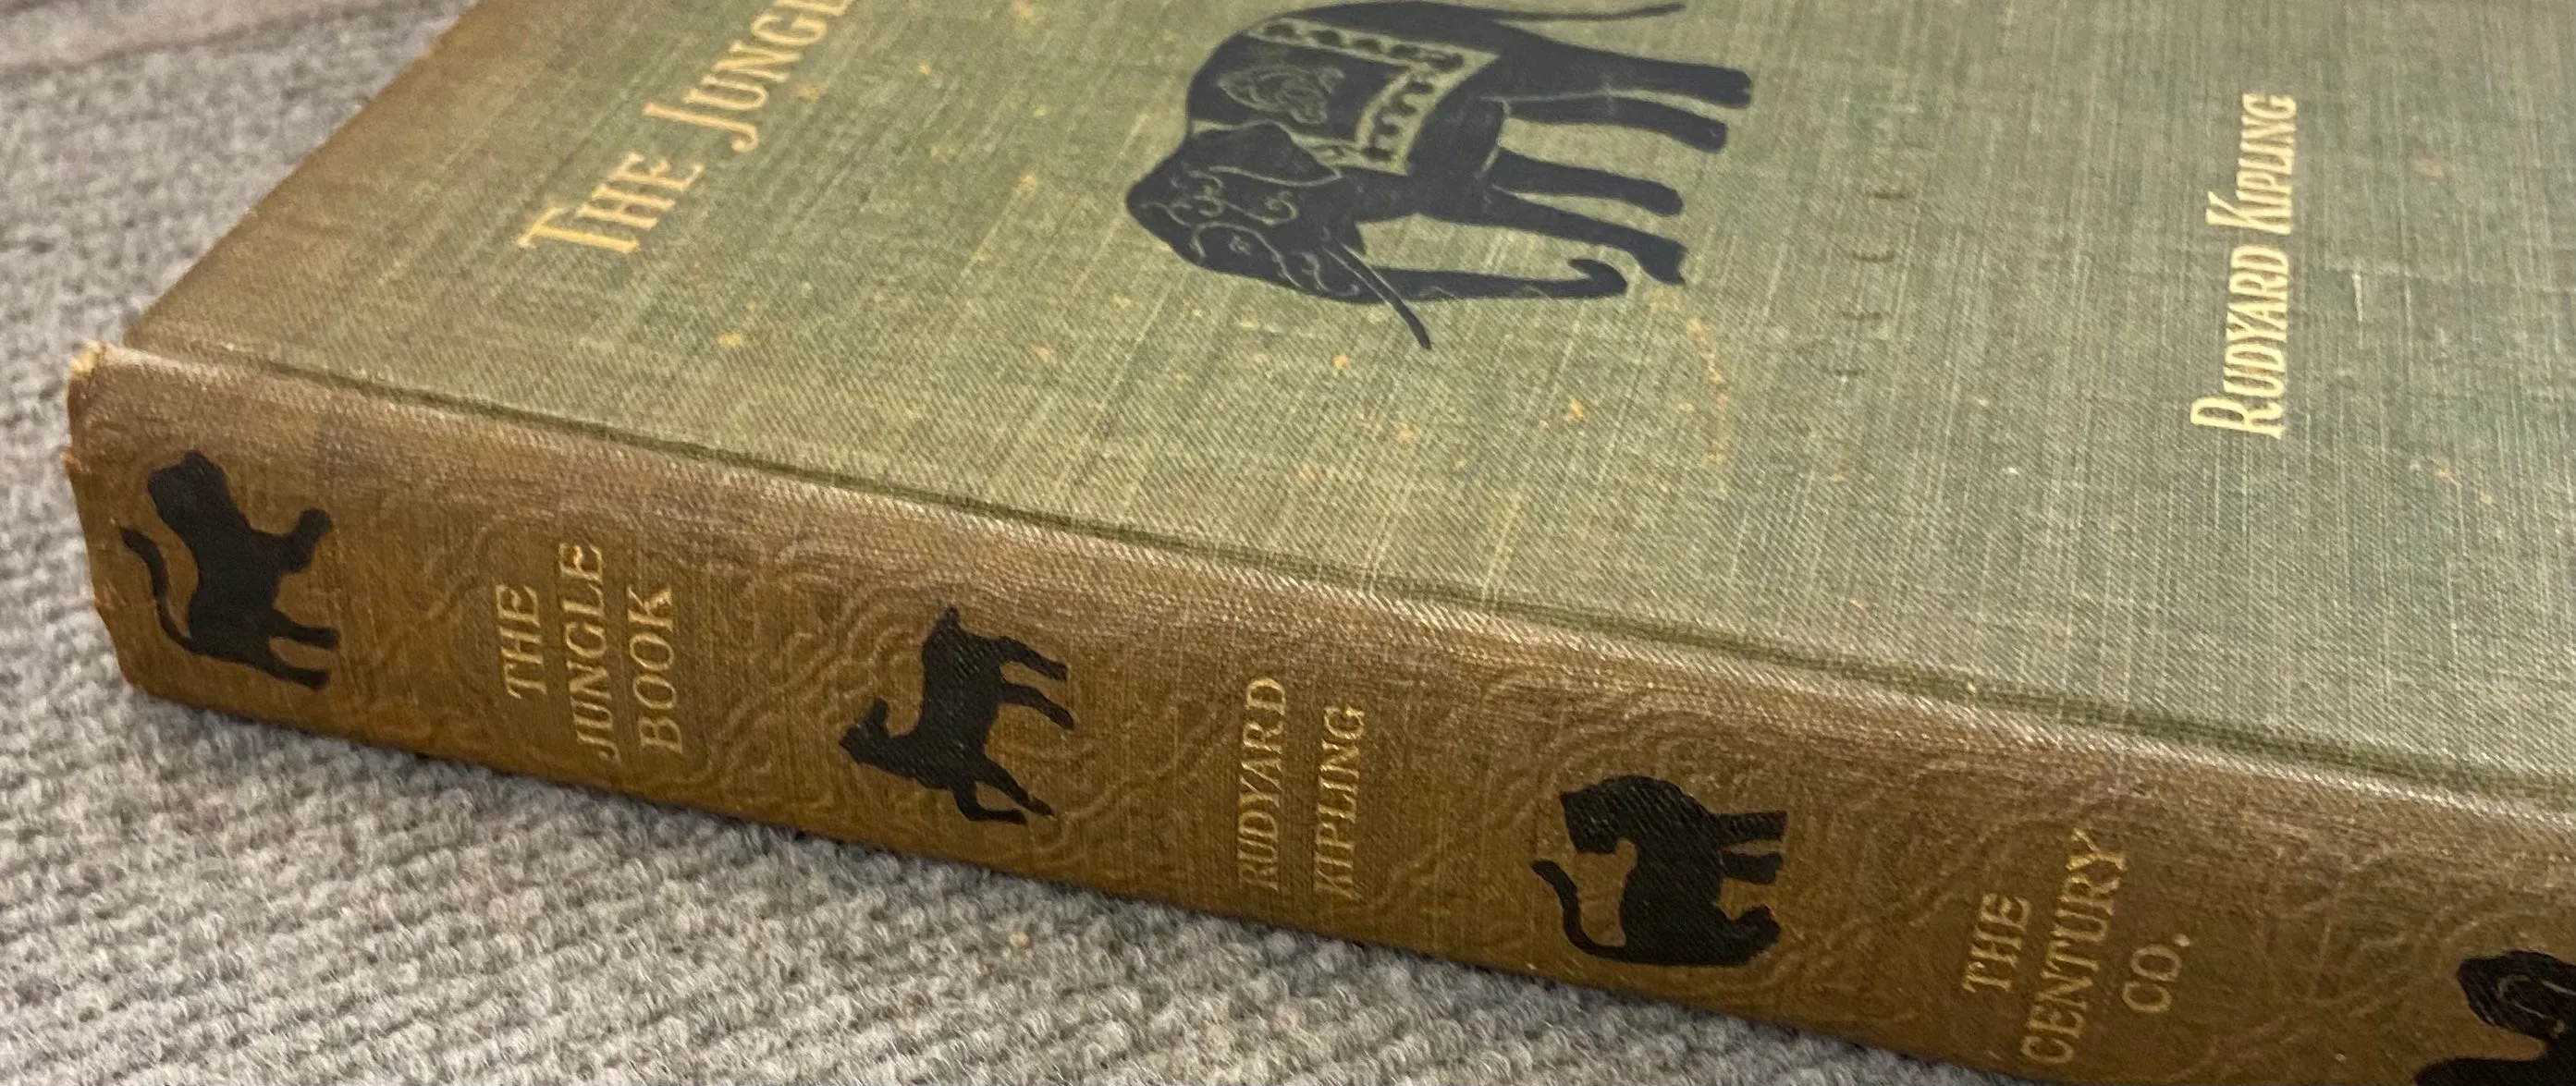 THE JUNGLE
RUDYARD KIPLING
THE
JUNGLE
BOOK
RUDYARD
KIPLING
THE
CENTURY
CO.